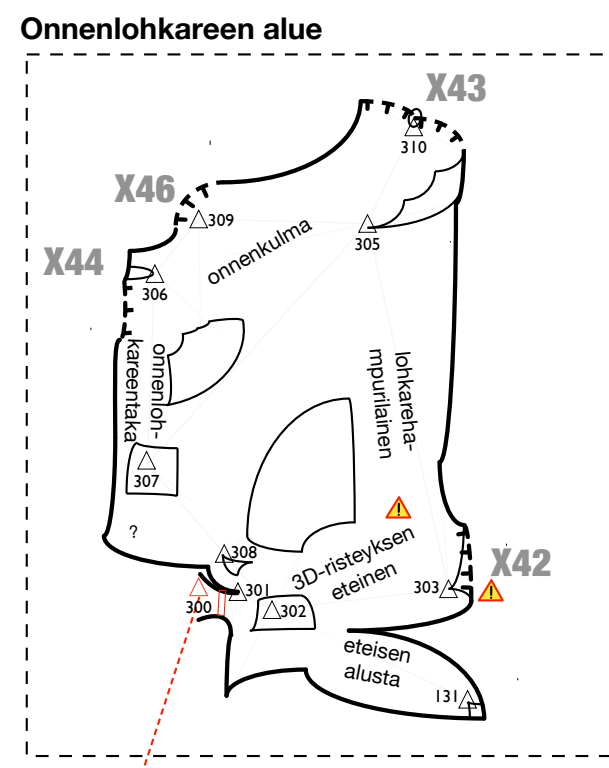 Onnenlohkareen alue
X43
310
X46
309
305
onnenkulma
X44
306
onnenloh-
kareentaka
lohkareha-
mpurilainen
307
?
!
308
3D-risteyksen
eteinen
X42
300
301
302
303
!
eteisen
alusta
131